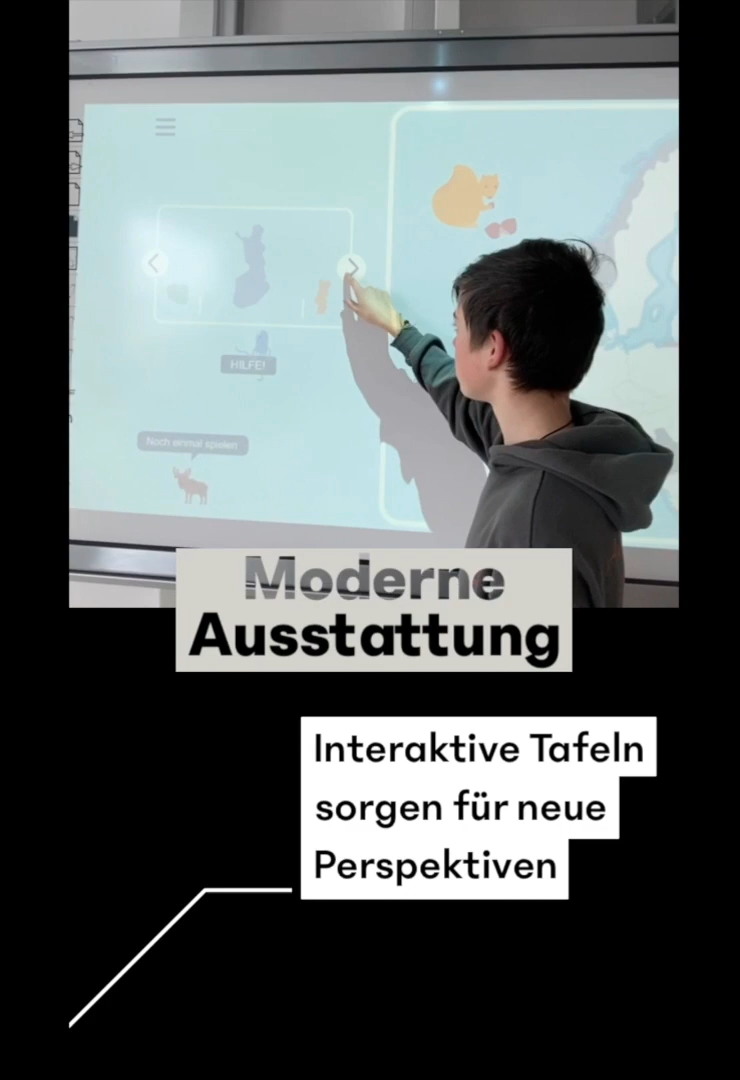 HILFE!
Noch einmal spielen
Moderne
Ausstattung
Interaktive Tafeln
sorgen für neue
Perspektiven